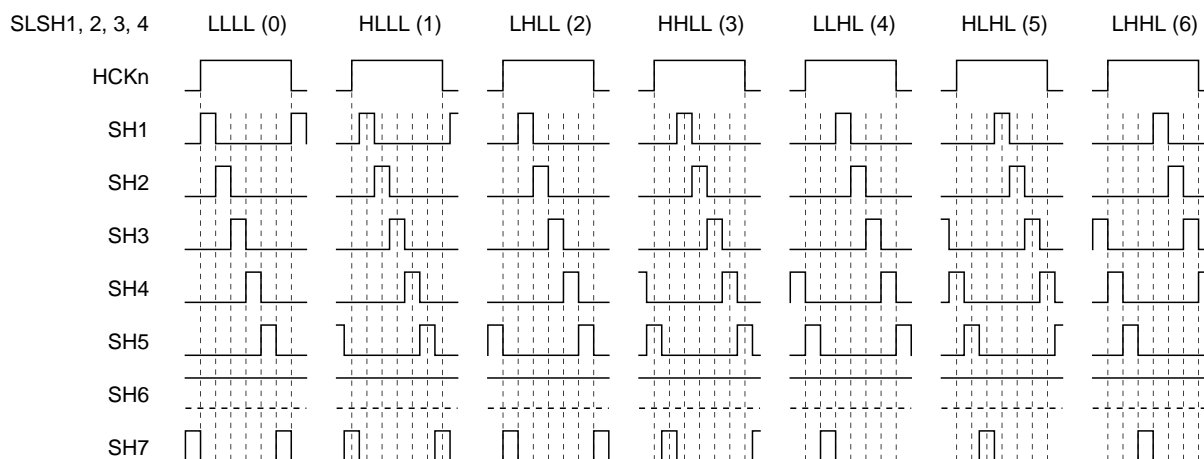 SLSH1, 2, 3, 4 LLLL (0) HLLL (1) LHLL (2) HHLL (3) LLHL (4) HLHL (5) LHHL (6)
HCKn
SH1
SH2
SH3
SH4
SH5
SH6
SH7